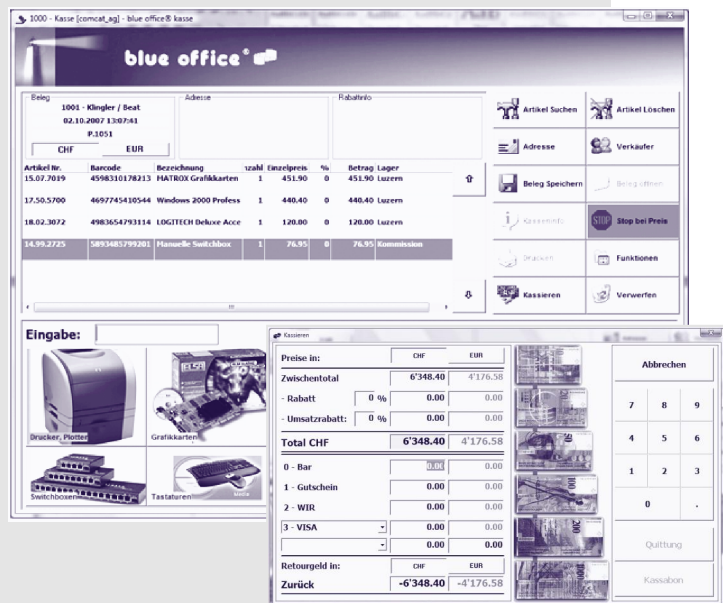 1000 - Kasse [comcat_ag] - blue office® kasse
blue office®
Beleg
Adresse
Rabattinfo
1001 - Klingler / Beat
02.10.2007 13:07:41
P.1051
CHF EUR
Artikel Nr. Barcode Bezeichnung nzahl Einzelpreis % Betrag Lager
15.07.7019 4598310178213 MATROX Grafikkarten 1 451.90 0 451.90 Luzern
17.50.5700 4697745410544 Windows 2000 Profess 1 440.40 0 440.40 Luzern
18.02.3072 4983654793114 LOGITECH Deluxe Acce 1 120.00 0 120.00 Luzern
14.99.2725 5893485799201 Manuelle Switchbox 1 76.95 0 76.95 Kommission
Artikel Suchen
Artikel Löschen
Adresse
Verkäufer
Beleg Speichern
Beleg öffnen
Kasseninfo
STOP
Stop bei Preis
Drucken
Funktionen
Kassieren
Verwerfen
Eingabe:
Drucker, Plotter
ELSA
Grafikkarten
Switchboxen
Tastaturen
Kassieren
Preise in: CHF EUR
Zwischentotal 6'348.40 4'176.58
- Rabatt 0 % 0.00 0.00
- Umsatzrabatt: 0 % 0.00 0.00
Total CHF 6'348.40 4'176.58
0 - Bar 0.00 0.00
1 - Gutschein 0.00 0.00
2 - WIR 0.00 0.00
3 - VISA 0.00 0.00
0.00 0.00
Retourgeld in: CHF EUR
Zurück -6'348.40 -4'176.58
100
200
1000
Abbrechen
7 8 9
4 5 6
1 2 3
0 .
Quittung
Kassabon